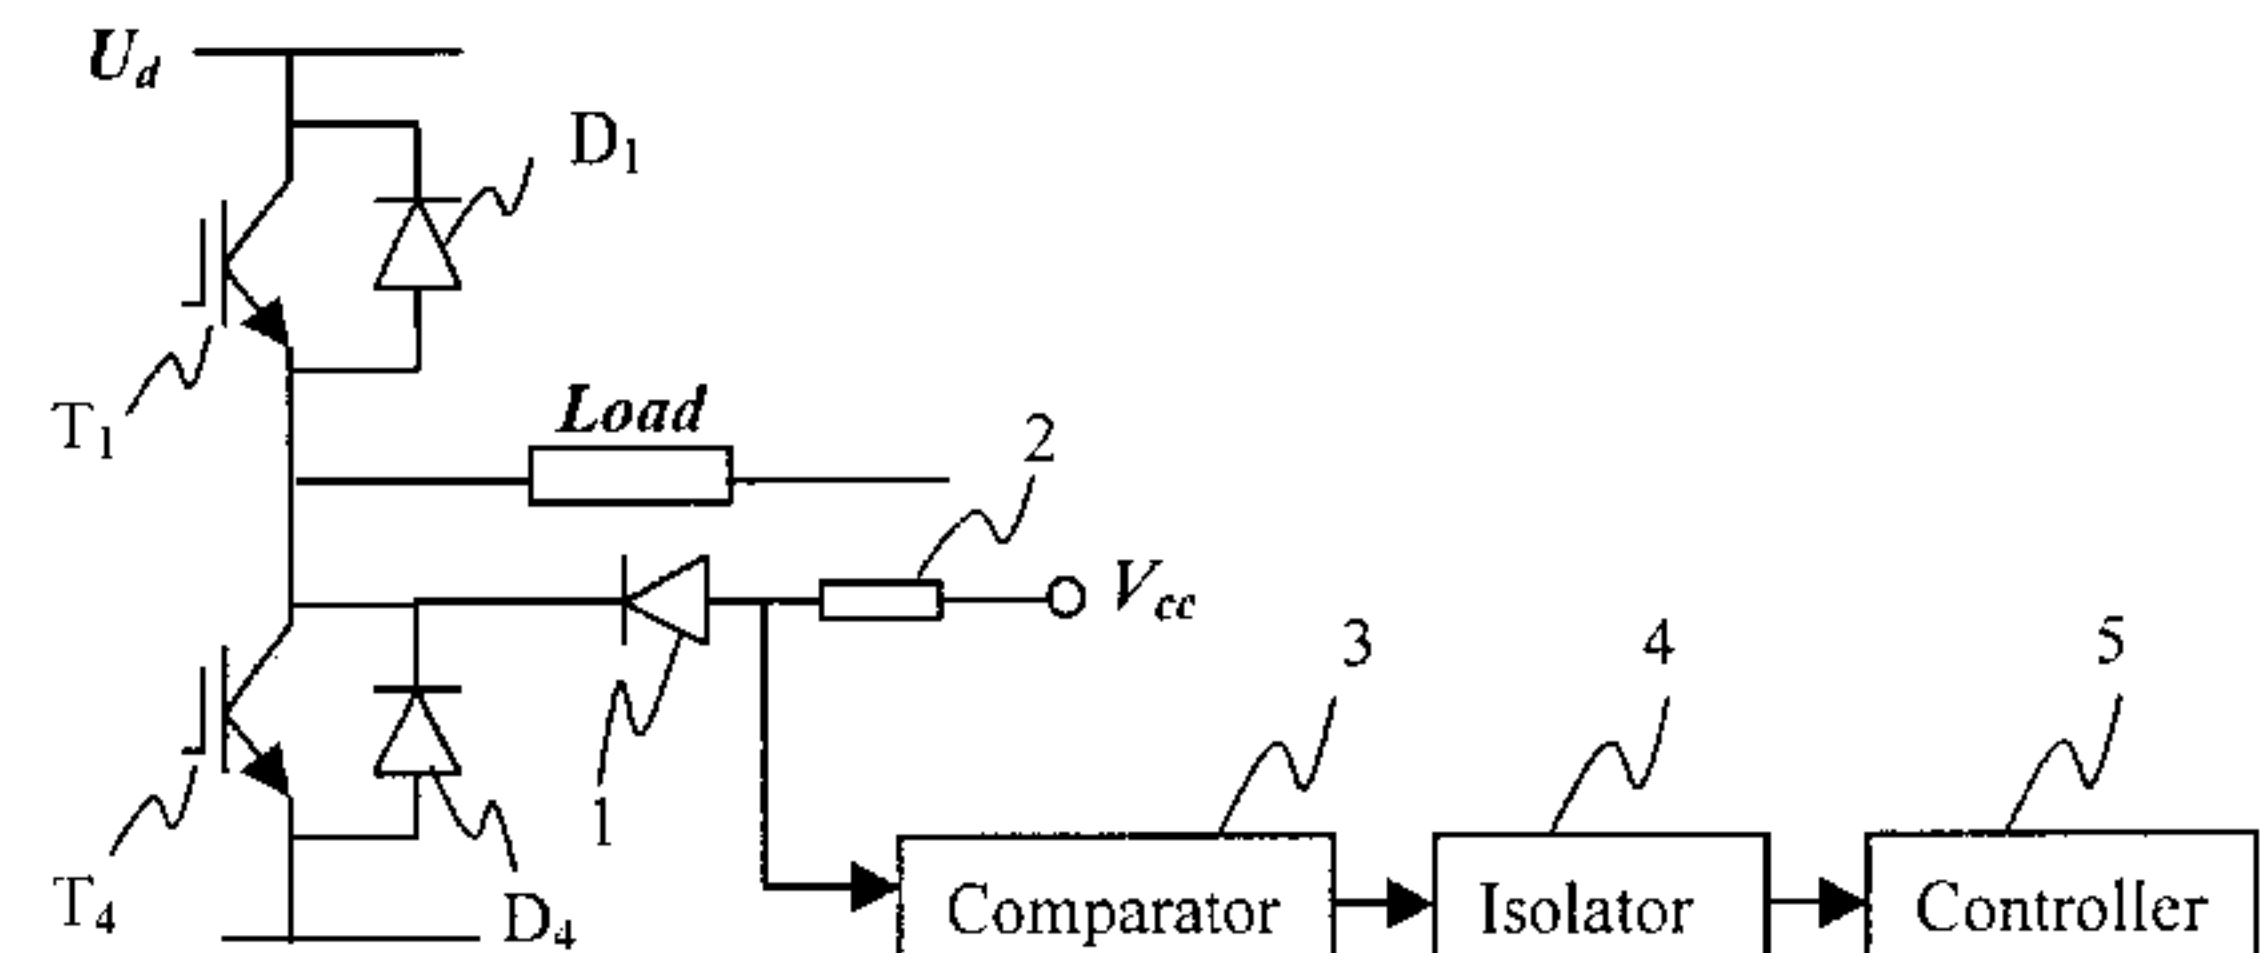 U_d
D_1
T_1
Load
2
V_cc
3
4
5
1
T_4
D_4
Comparator
Isolator
Controller